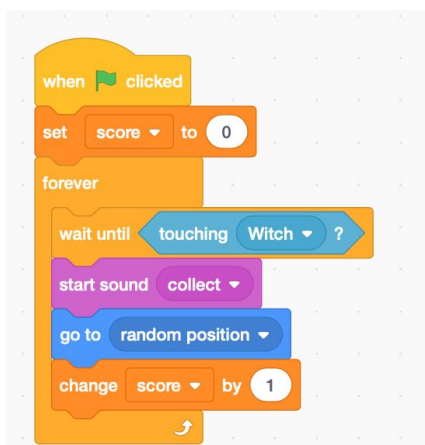 when clicked
set score to 0
forever
wait until touching Witch ?
start sound collect
go to random position
change score by 1